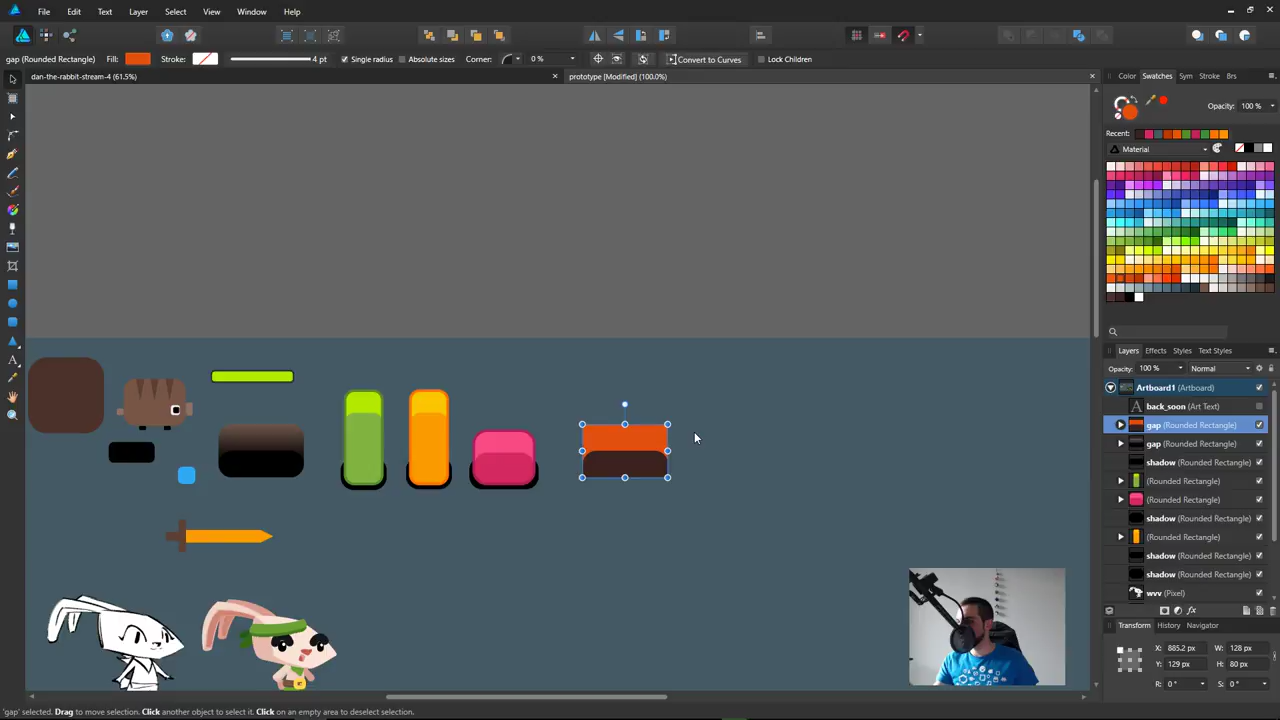 File Edit Text Layer Select View Window Help
gap (Rounded Rectangle) Fill: Stroke: 4 pt Single radius Absolute sizes Corner: 0 % Convert to Curves Lock Children
dan-the-rabbit-stream-4 (61.5%) prototype [Modified] (100.0%)
Color Swatches Sym Stroke Brs
Opacity: 100 %
Recent:
Material
Layers Effects Styles Text Styles
Opacity: 100 % Normal
Artboard1 (Artboard)
back_soon (Art Text)
gap (Rounded Rectangle)
gap (Rounded Rectangle)
shadow (Rounded Rectangle)
(Rounded Rectangle)
(Rounded Rectangle)
shadow (Rounded Rectangle)
(Rounded Rectangle)
shadow (Rounded Rectangle)
shadow (Rounded Rectangle)
wvv (Pixel)
fx
Transform History Navigator
X: 885.2 px W: 128 px
Y: 129 px H: 80 px
R: 0 ° S: 0 °
'gap' selected. Drag to move selection. Click another object to select it. Click on an empty area to deselect selection.